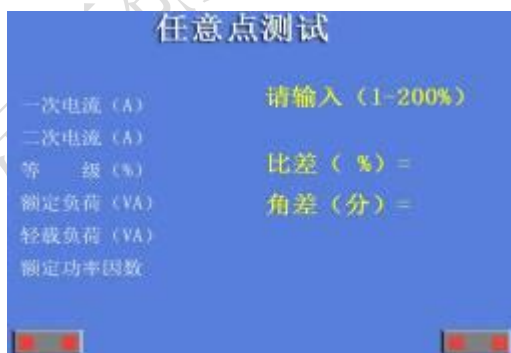 任意点测试
一次电流（A）
二次电流（A）
等 级（%）
额定负荷（VA）
轻载负荷（VA）
额定功率因数
请输入（1-200%）
比差（ %）=
角差（分）=